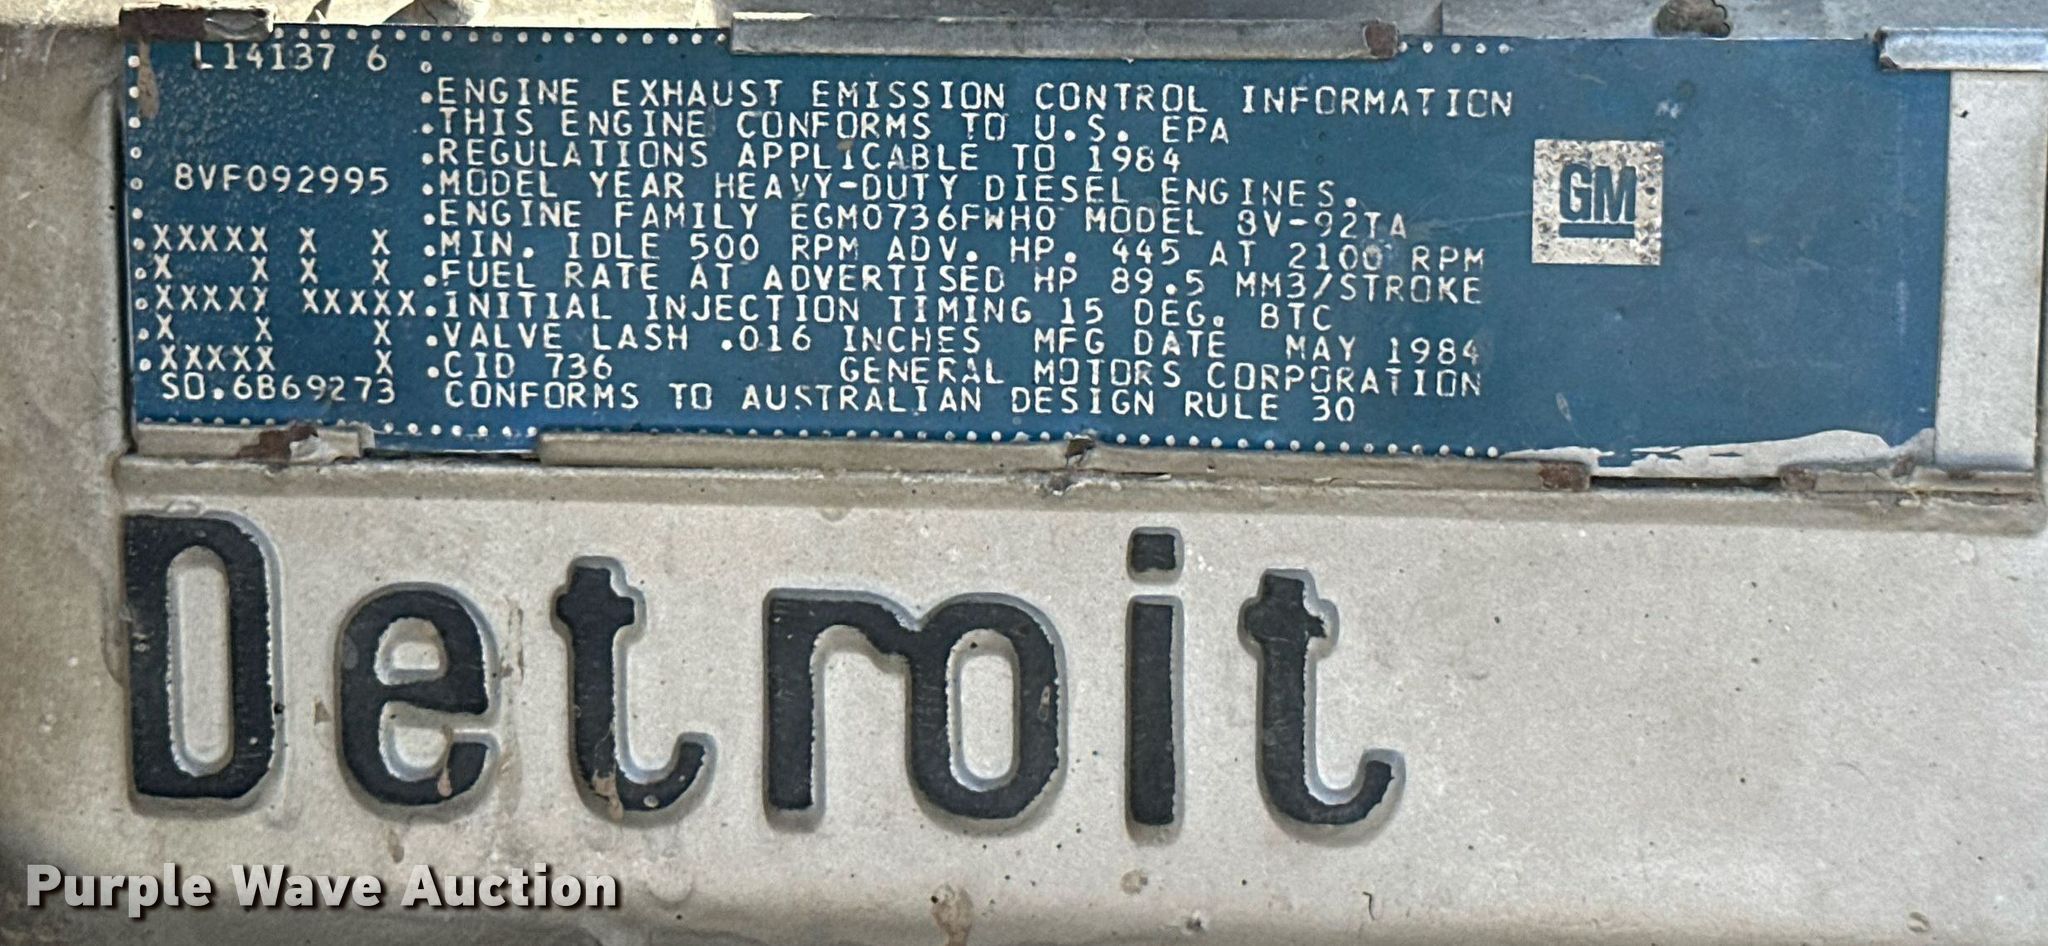 L14137 6
ENGINE EXHAUST EMISSION CONTROL INFORMATION
THIS ENGINE CONFORMS TO U.S. EPA
REGULATIONS APPLICABLE TO 1984
8VF092995 MODEL YEAR HEAVY-DUTY DIESEL ENGINES.
ENGINE FAMILY EGM0736FWH0 MODEL 8V-92TA
XXXXX X X MIN. IDLE 500 RPM ADV. HP. 445 AT 2100 RPM
X X X X FUEL RATE AT ADVERTISED HP 89.5 MM3/STROKE
XXXXX XXXXX INITIAL INJECTION TIMING 15 DEG. BTC
X X X VALVE LASH .016 INCHES MFG DATE MAY 1984
XXXXX X CID 736 GENERAL MOTORS CORPORATION
SO.6B69273 CONFORMS TO AUSTRALIAN DESIGN RULE 30
GM
Detroit
Purple Wave Auction